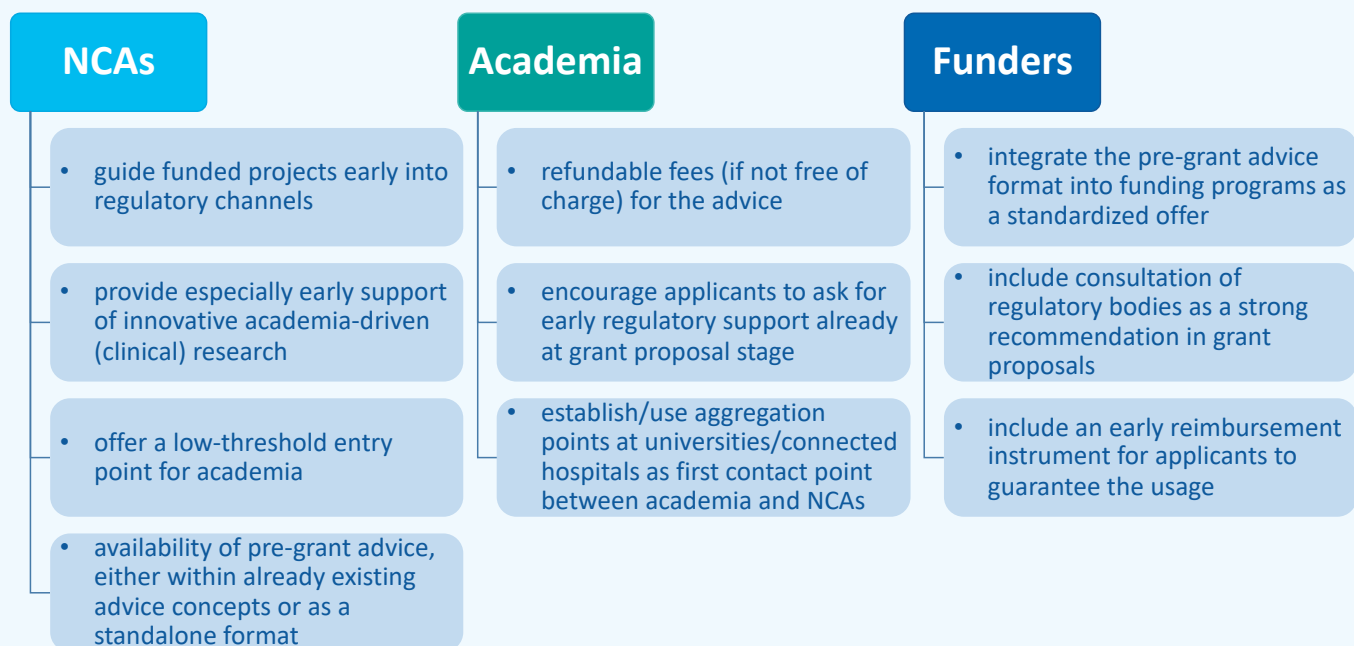 NCAs
• guide funded projects early into
regulatory channels
• provide especially early support
of innovative academia-driven
(clinical) research
• offer a low-threshold entry
point for academia
• availability of pre-grant advice,
either within already existing
advice concepts or as a
standalone format
Academia
• refundable fees (if not free of
charge) for the advice
• encourage applicants to ask for
early regulatory support already
at grant proposal stage
• establish/use aggregation
points at universities/connected
hospitals as first contact point
between academia and NCAs
Funders
• integrate the pre-grant advice
format into funding programs as
a standardized offer
• include consultation of
regulatory bodies as a strong
recommendation in grant
proposals
• include an early reimbursement
instrument for applicants to
guarantee the usage